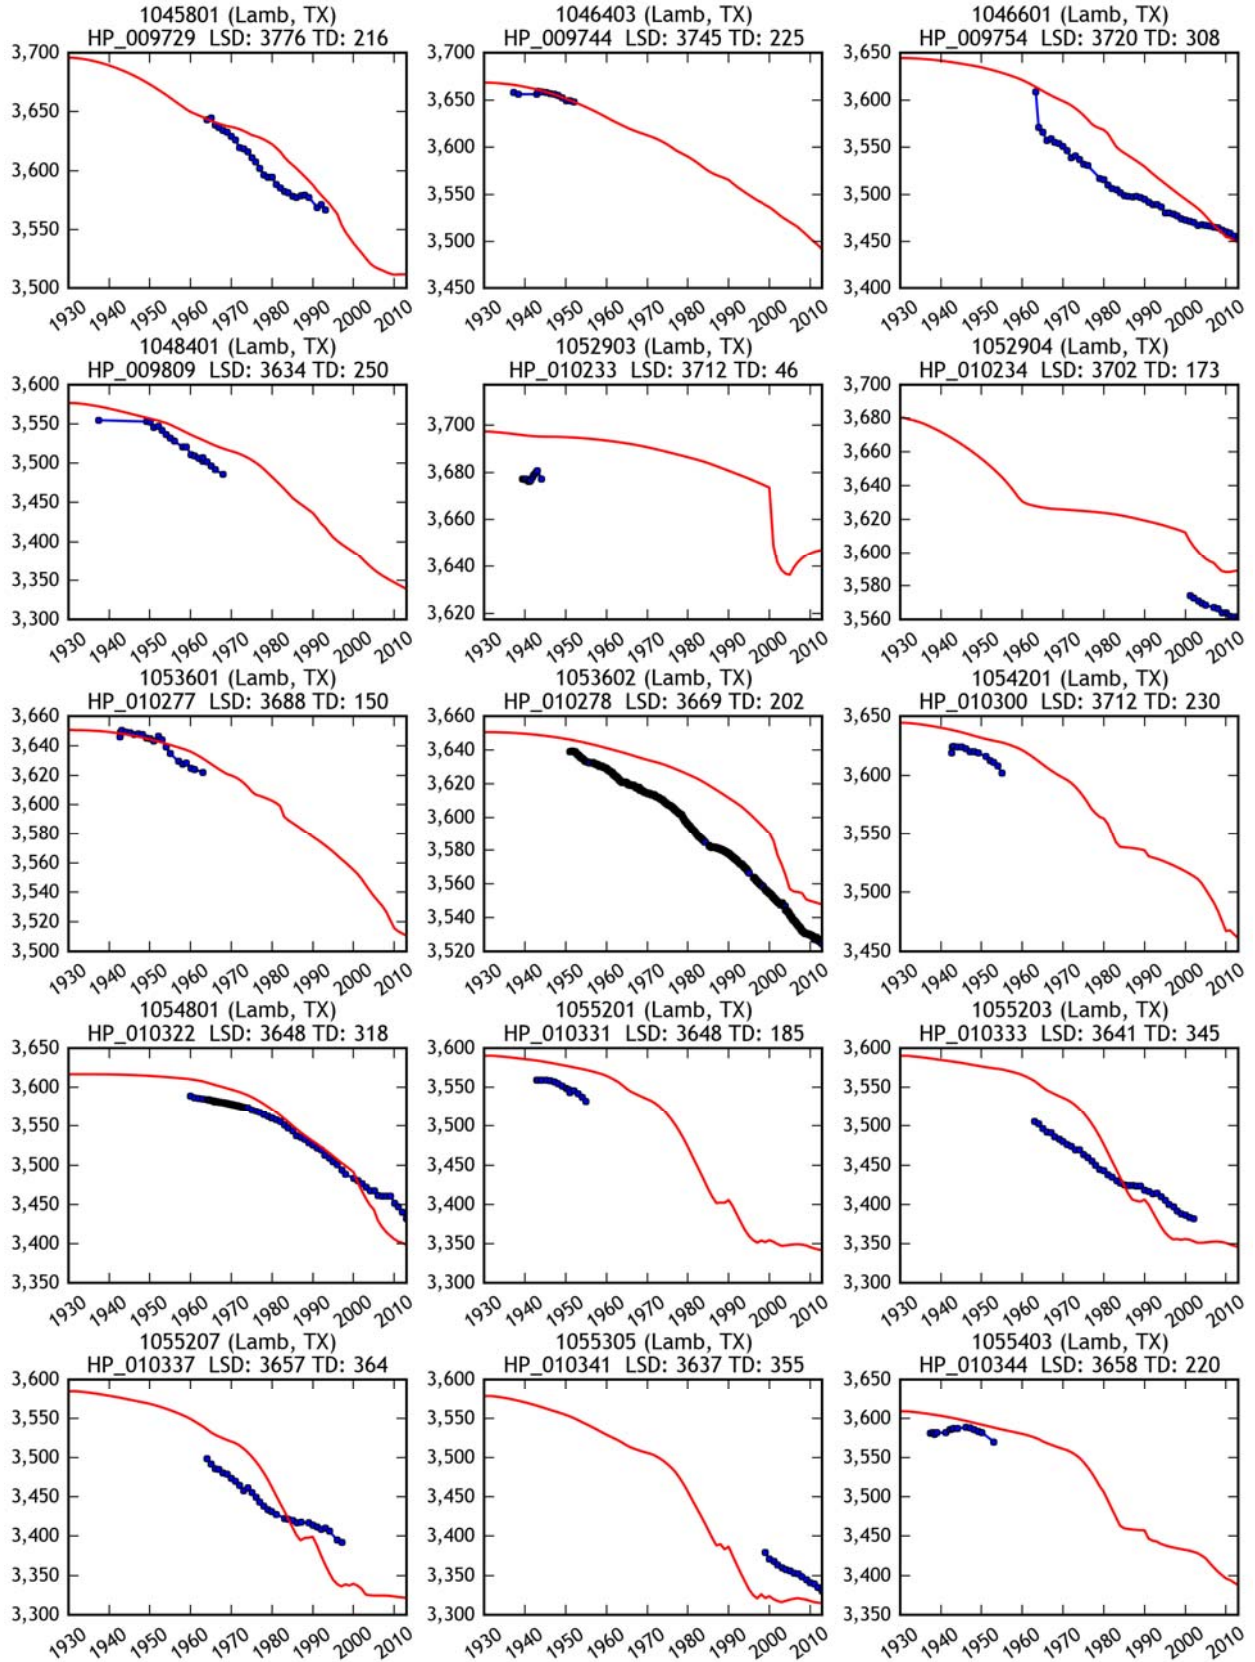 1045801 (Lamb, TX)
HP_009729 LSD: 3776 TD: 216
3,700
3,650
3,600
3,550
3,500
1930 1940 1950 1960 1970 1980 1990 2000 2010
1046403 (Lamb, TX)
HP_009744 LSD: 3745 TD: 225
3,700
3,650
3,600
3,550
3,500
3,450
1930 1940 1950 1960 1970 1980 1990 2000 2010
1046601 (Lamb, TX)
HP_009754 LSD: 3720 TD: 308
3,650
3,600
3,550
3,500
3,450
3,400
1930 1940 1950 1960 1970 1980 1990 2000 2010
1048401 (Lamb, TX)
HP_009809 LSD: 3634 TD: 250
3,600
3,550
3,500
3,450
3,400
3,350
3,300
1930 1940 1950 1960 1970 1980 1990 2000 2010
1052903 (Lamb, TX)
HP_010233 LSD: 3712 TD: 46
3,700
3,680
3,660
3,640
3,620
1930 1940 1950 1960 1970 1980 1990 2000 2010
1052904 (Lamb, TX)
HP_010234 LSD: 3702 TD: 173
3,700
3,680
3,660
3,640
3,620
3,600
3,580
3,560
1930 1940 1950 1960 1970 1980 1990 2000 2010
1053601 (Lamb, TX)
HP_010277 LSD: 3688 TD: 150
3,660
3,640
3,620
3,600
3,580
3,560
3,540
3,520
3,500
1930 1940 1950 1960 1970 1980 1990 2000 2010
1053602 (Lamb, TX)
HP_010278 LSD: 3669 TD: 202
3,660
3,640
3,620
3,600
3,580
3,560
3,540
3,520
1930 1940 1950 1960 1970 1980 1990 2000 2010
1054201 (Lamb, TX)
HP_010300 LSD: 3712 TD: 230
3,650
3,600
3,550
3,500
3,450
1930 1940 1950 1960 1970 1980 1990 2000 2010
1054801 (Lamb, TX)
HP_010322 LSD: 3648 TD: 318
3,650
3,600
3,550
3,500
3,450
3,400
3,350
1930 1940 1950 1960 1970 1980 1990 2000 2010
1055201 (Lamb, TX)
HP_010331 LSD: 3648 TD: 185
3,600
3,550
3,500
3,450
3,400
3,350
3,300
1930 1940 1950 1960 1970 1980 1990 2000 2010
1055203 (Lamb, TX)
HP_010333 LSD: 3641 TD: 345
3,600
3,550
3,500
3,450
3,400
3,350
3,300
1930 1940 1950 1960 1970 1980 1990 2000 2010
1055207 (Lamb, TX)
HP_010337 LSD: 3657 TD: 364
3,600
3,550
3,500
3,450
3,400
3,350
3,300
1930 1940 1950 1960 1970 1980 1990 2000 2010
1055305 (Lamb, TX)
HP_010341 LSD: 3637 TD: 355
3,600
3,550
3,500
3,450
3,400
3,350
3,300
1930 1940 1950 1960 1970 1980 1990 2000 2010
1055403 (Lamb, TX)
HP_010344 LSD: 3658 TD: 220
3,650
3,600
3,550
3,500
3,450
3,400
3,350
1930 1940 1950 1960 1970 1980 1990 2000 2010